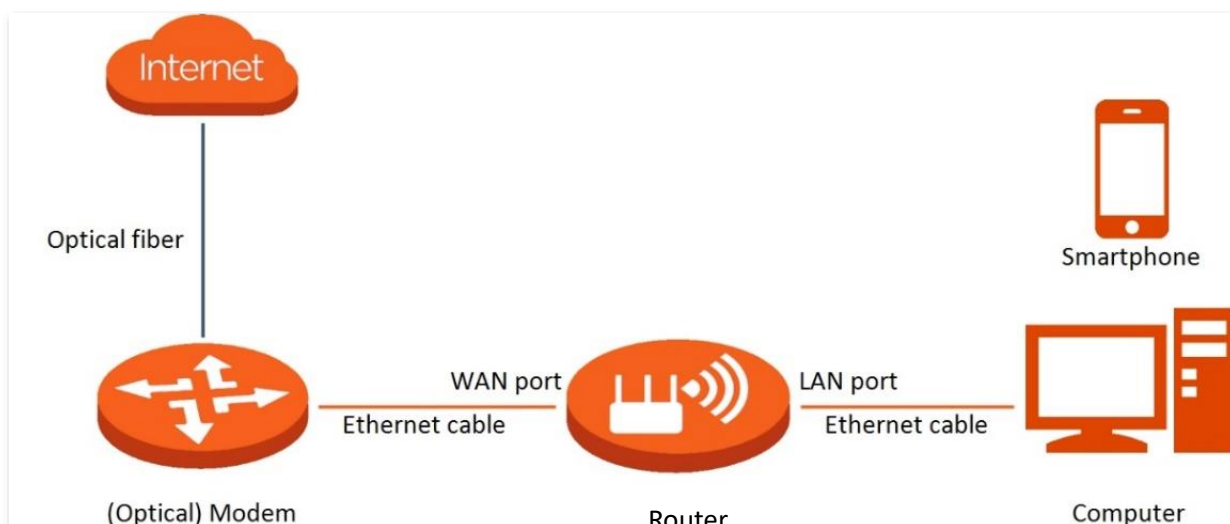 Internet
Optical fiber
Smartphone
WAN port
LAN port
Ethernet cable
Ethernet cable
(Optical) Modem
Router
Computer